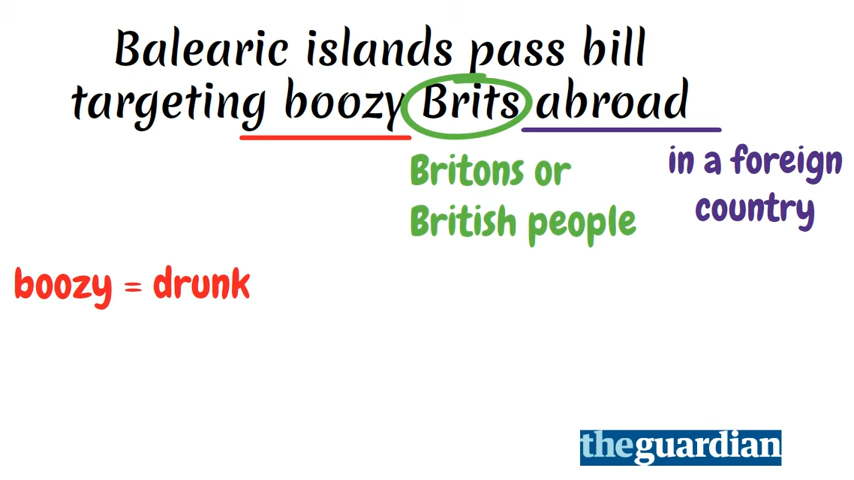 Balearic islands pass bill
targeting boozy Brits abroad
in a foreign
country
Britons or
British people
boozy = drunk
theguardian